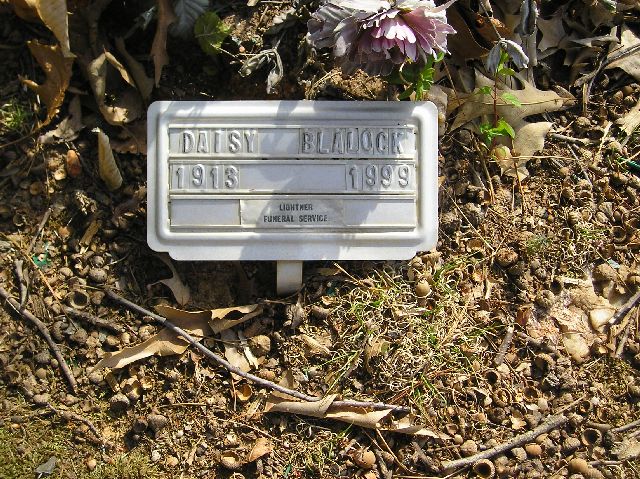 DAISY BLALOCK
1913 1999
LIGHTNER
FUNERAL SERVICE